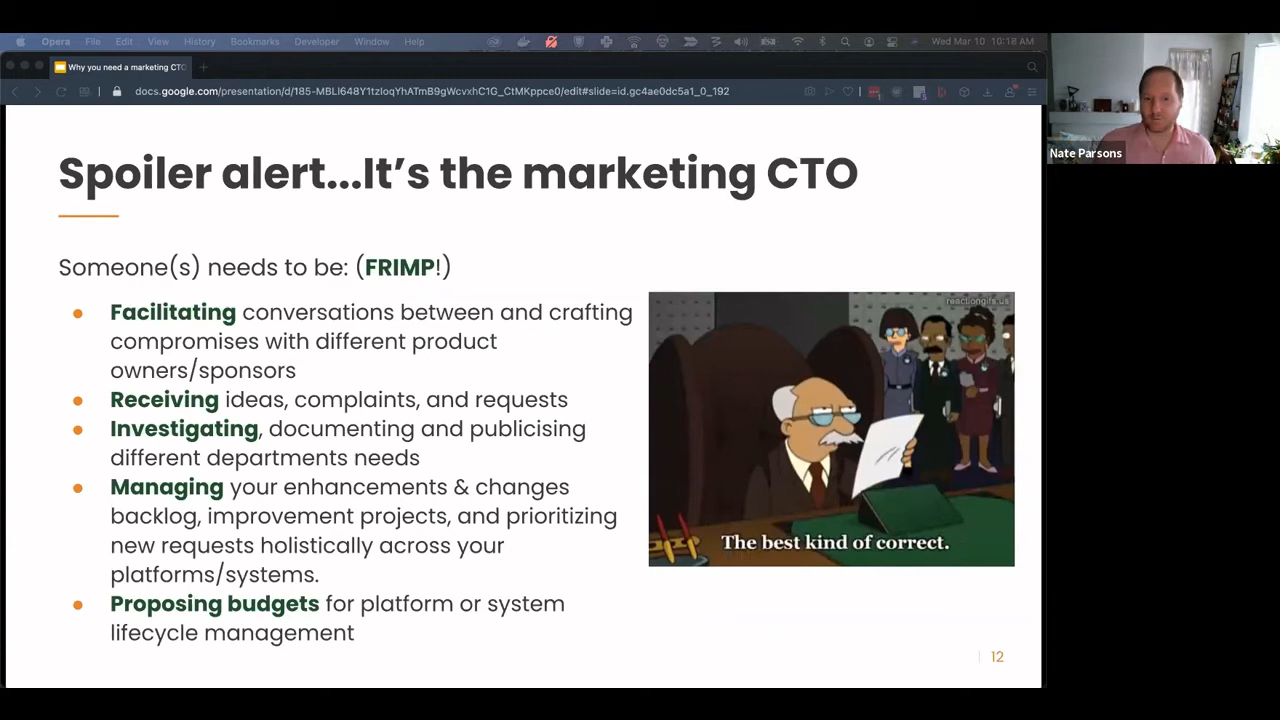 Opera File Edit View History Bookmarks Developer Window Help Wed Mar 10 10:18 AM
Why you need a marketing CTO
docs.google.com/presentation/d/185-MBLl648Y1tzIoqYhATmB9gWcvxhC1G_CtMKppce0/edit#slide=id.gc4ae0dc5a1_0_192
Nate Parsons
Spoiler alert...It's the marketing CTO
Someone(s) needs to be: (FRIMP!)
● Facilitating conversations between and crafting
compromises with different product
owners/sponsors
● Receiving ideas, complaints, and requests
● Investigating, documenting and publicising
different departments needs
● Managing your enhancements & changes
backlog, improvement projects, and prioritizing
new requests holistically across your
platforms/systems.
● Proposing budgets for platform or system
lifecycle management
reactiongifs.us
The best kind of correct.
12